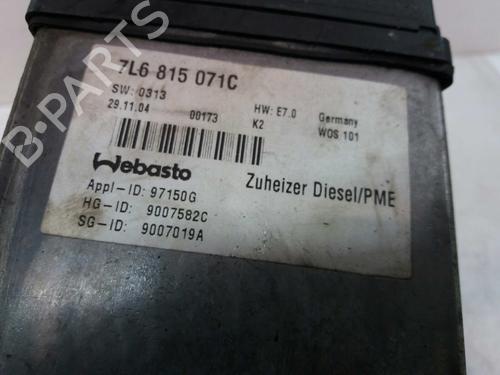 7L6 815 071C
SW: 0313 HW: E7.0 Germany
29.11.04 00173 K2 WOS 101
Webasto
Zuheizer Diesel/PME
Appl-ID: 97150G
HG-ID: 9007582C
SG-ID: 9007019A
B-PARTS